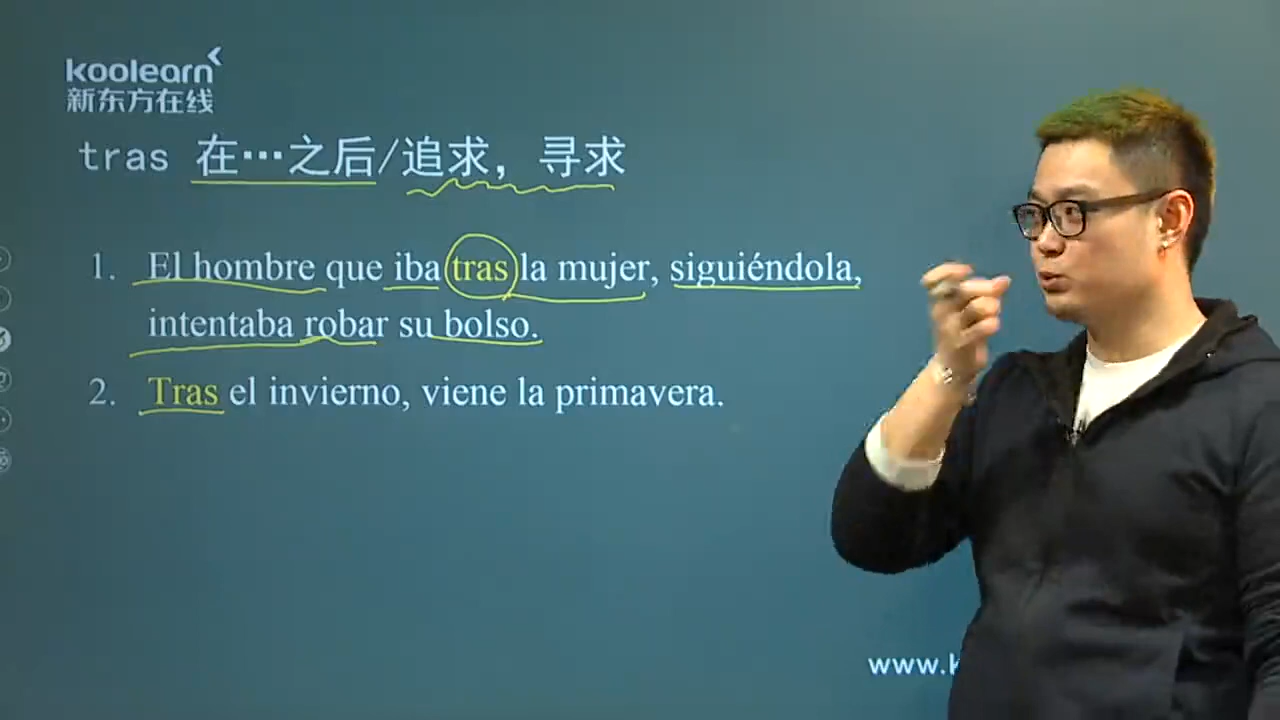 koolearn
新东方在线
tras 在…之后/追求，寻求
1. El hombre que iba tras la mujer, siguiéndola,
intentaba robar su bolso.
2. Tras el invierno, viene la primavera.
www.k